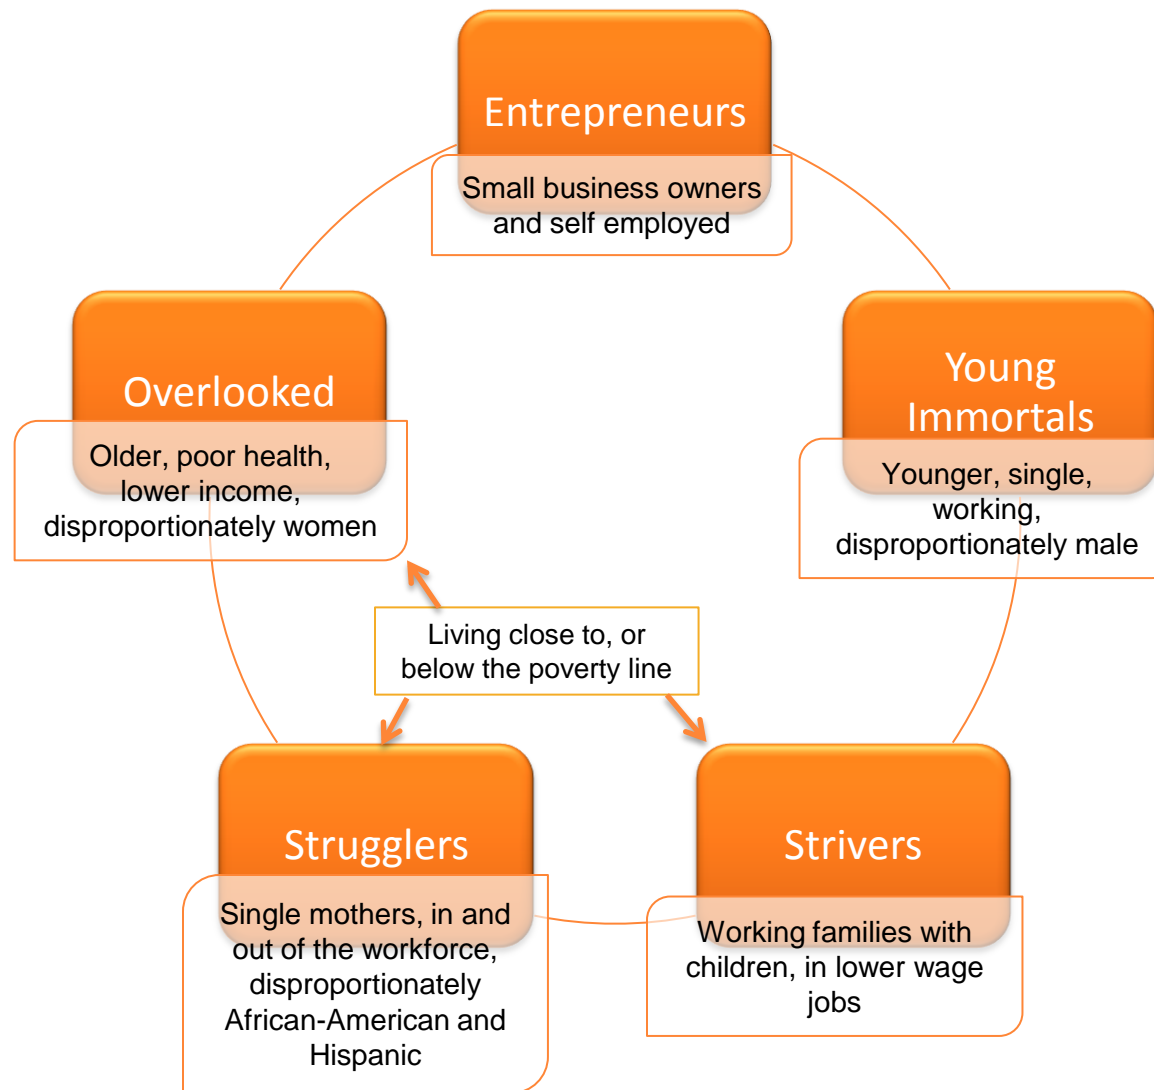 Entrepreneurs
Small business owners
and self employed
Young
Immortals
Younger, single,
working,
disproportionately male
Strivers
Working families with
children, in lower wage
jobs
Strugglers
Single mothers, in and
out of the workforce,
disproportionately
African-American and
Hispanic
Overlooked
Older, poor health,
lower income,
disproportionately women
Living close to, or
below the poverty line